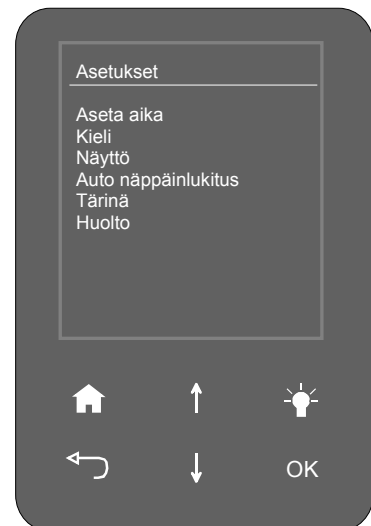 Asetukset
Aseta aika
Kieli
Näyttö
Auto näppäinlukitus
Tärinä
Huolto
OK